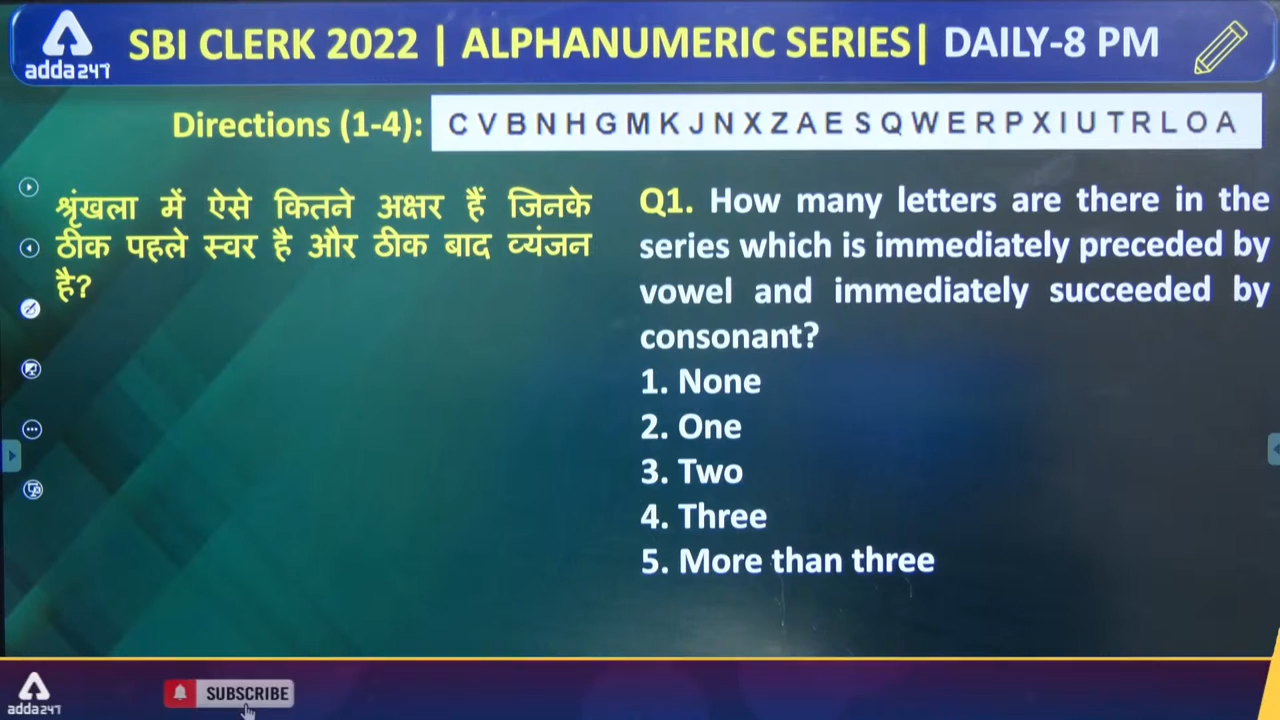 adda247
SBI CLERK 2022 | ALPHANUMERIC SERIES| DAILY-8 PM
Directions (1-4): C V B N H G M K J N X Z A E S Q W E R P X I U T R L O A
श्रृंखला में ऐसे कितने अक्षर हैं जिनके
ठीक पहले स्वर है और ठीक बाद व्यंजन
है?
Q1. How many letters are there in the
series which is immediately preceded by
vowel and immediately succeeded by
consonant?
1. None
2. One
3. Two
4. Three
5. More than three
adda247
SUBSCRIBE